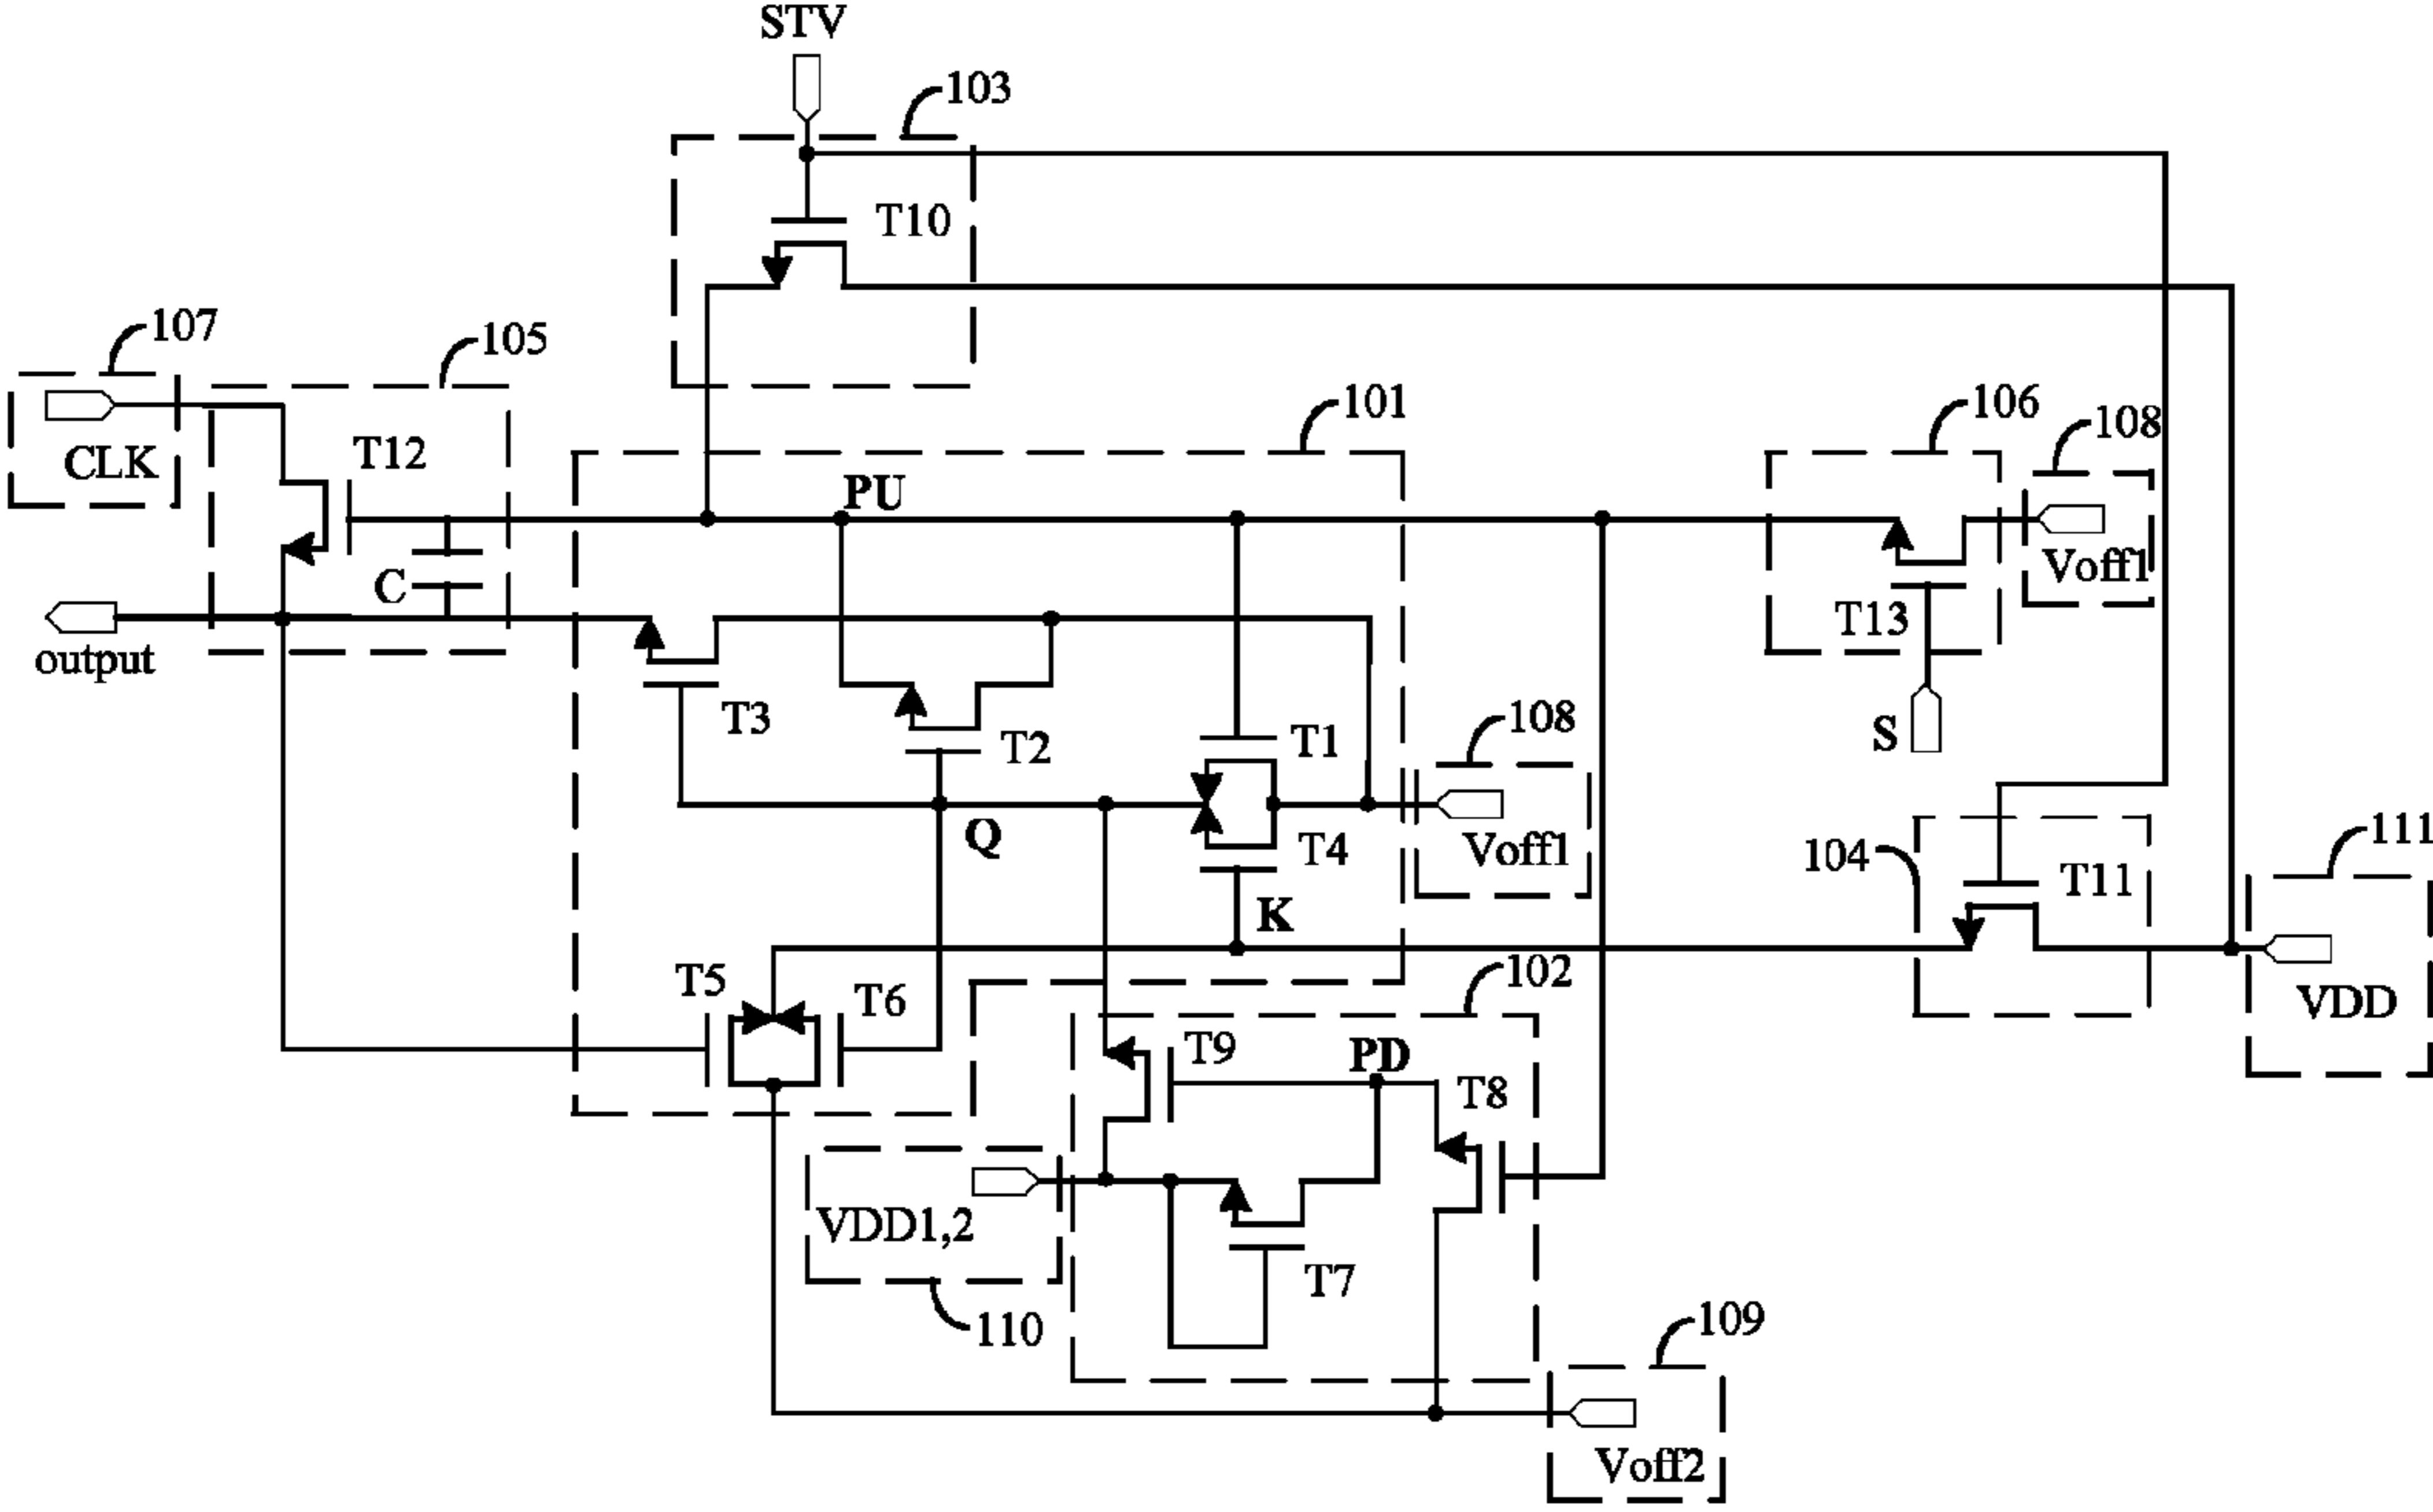 STV
103
T10
107
105
101
106
108
CLK
T12
PU
C
Voff1
T13
output
T3
T2
T1
108
S
Q
T4
Voff1
K
104
T11
111
VDD
T5
T6
102
T9
PD
T8
VDD1,2
T7
110
109
Voff2